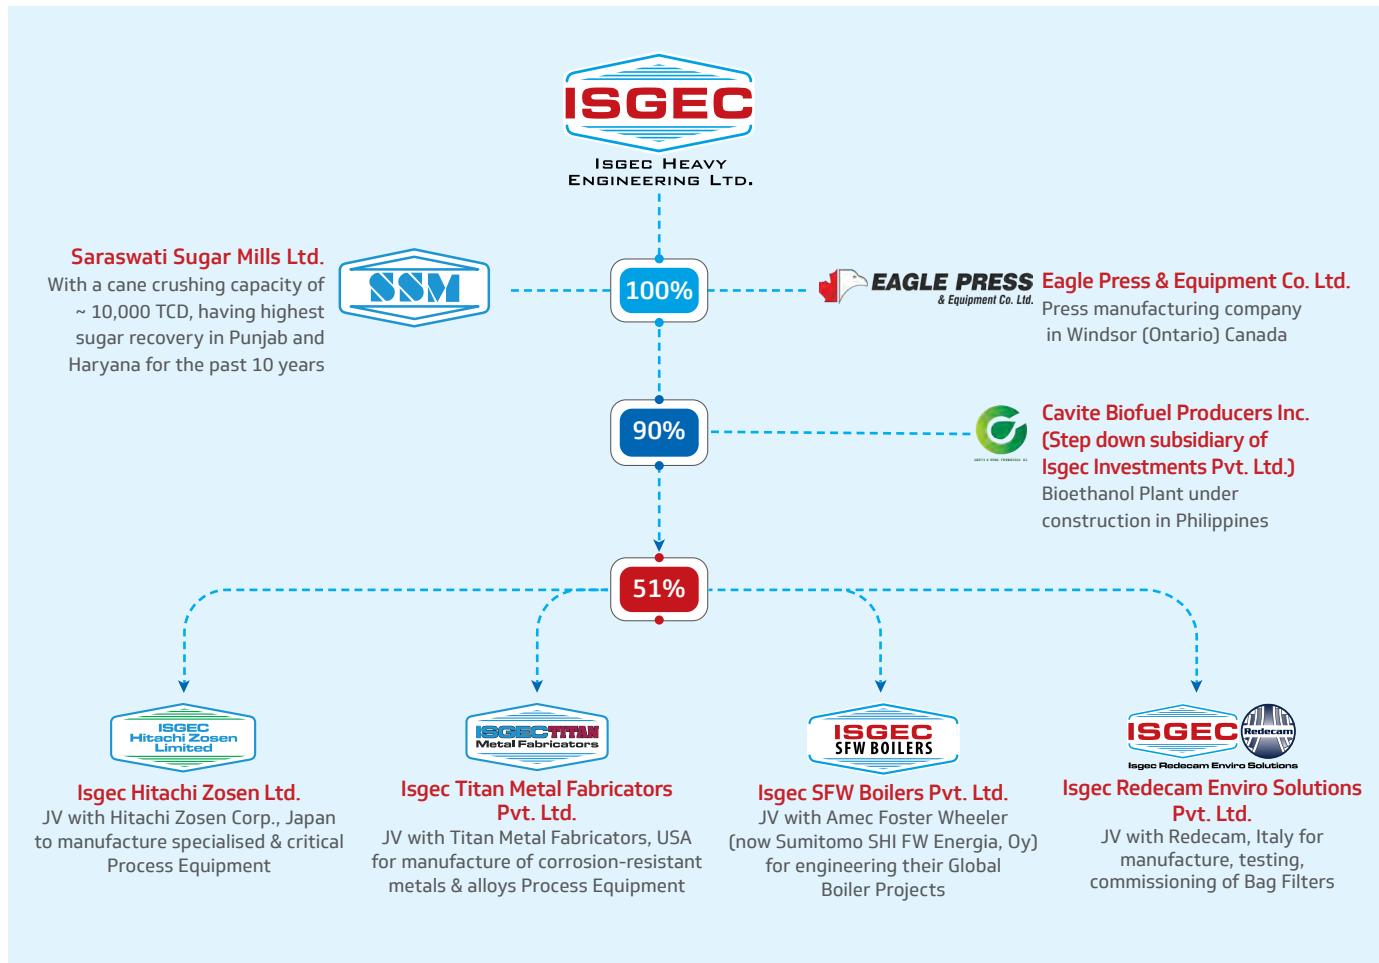 ISGEC
ISGEC HEAVY
ENGINEERING LTD.
Saraswati Sugar Mills Ltd.
With a cane crushing capacity of
~ 10,000 TCD, having highest
sugar recovery in Punjab and
Haryana for the past 10 years
SSM
100%
EAGLE PRESS
& Equipment Co. Ltd.
Eagle Press & Equipment Co. Ltd.
Press manufacturing company
in Windsor (Ontario) Canada
90%
Cavite Biofuel Producers Inc.
(Step down subsidiary of
Isgec Investments Pvt. Ltd.)
Bioethanol Plant under
construction in Philippines
51%
ISGEC
Hitachi Zosen
Limited
Isgec Hitachi Zosen Ltd.
JV with Hitachi Zosen Corp., Japan
to manufacture specialised & critical
Process Equipment
ISGEC TITAN
Metal Fabricators
Isgec Titan Metal Fabricators
Pvt. Ltd.
JV with Titan Metal Fabricators, USA
for manufacture of corrosion-resistant
metals & alloys Process Equipment
ISGEC
SFW BOILERS
Isgec SFW Boilers Pvt. Ltd.
JV with Amec Foster Wheeler
(now Sumitomo SHI FW Energia, Oy)
for engineering their Global
Boiler Projects
ISGEC
Redecam
Isgec Redecam Enviro Solutions
Isgec Redecam Enviro Solutions
Pvt. Ltd.
JV with Redecam, Italy for
manufacture, testing,
commissioning of Bag Filters